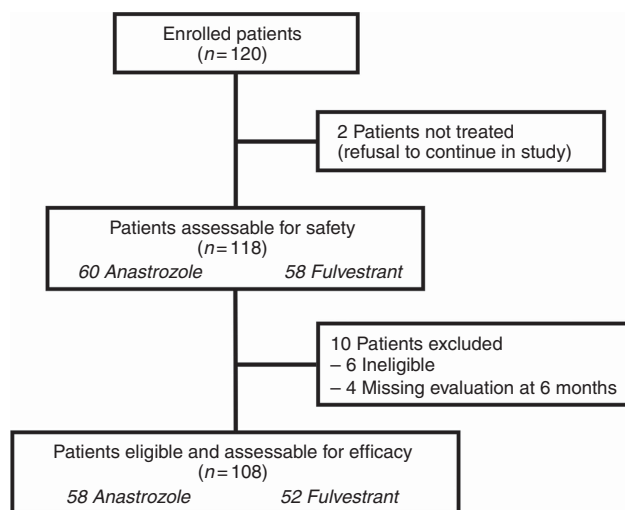 Enrolled patients
(n=120)
2 Patients not treated
(refusal to continue in study)
Patients assessable for safety
(n=118)
60 Anastrozole 58 Fulvestrant
10 Patients excluded
– 6 Ineligible
– 4 Missing evaluation at 6 months
Patients eligible and assessable for efficacy
(n=108)
58 Anastrozole 52 Fulvestrant